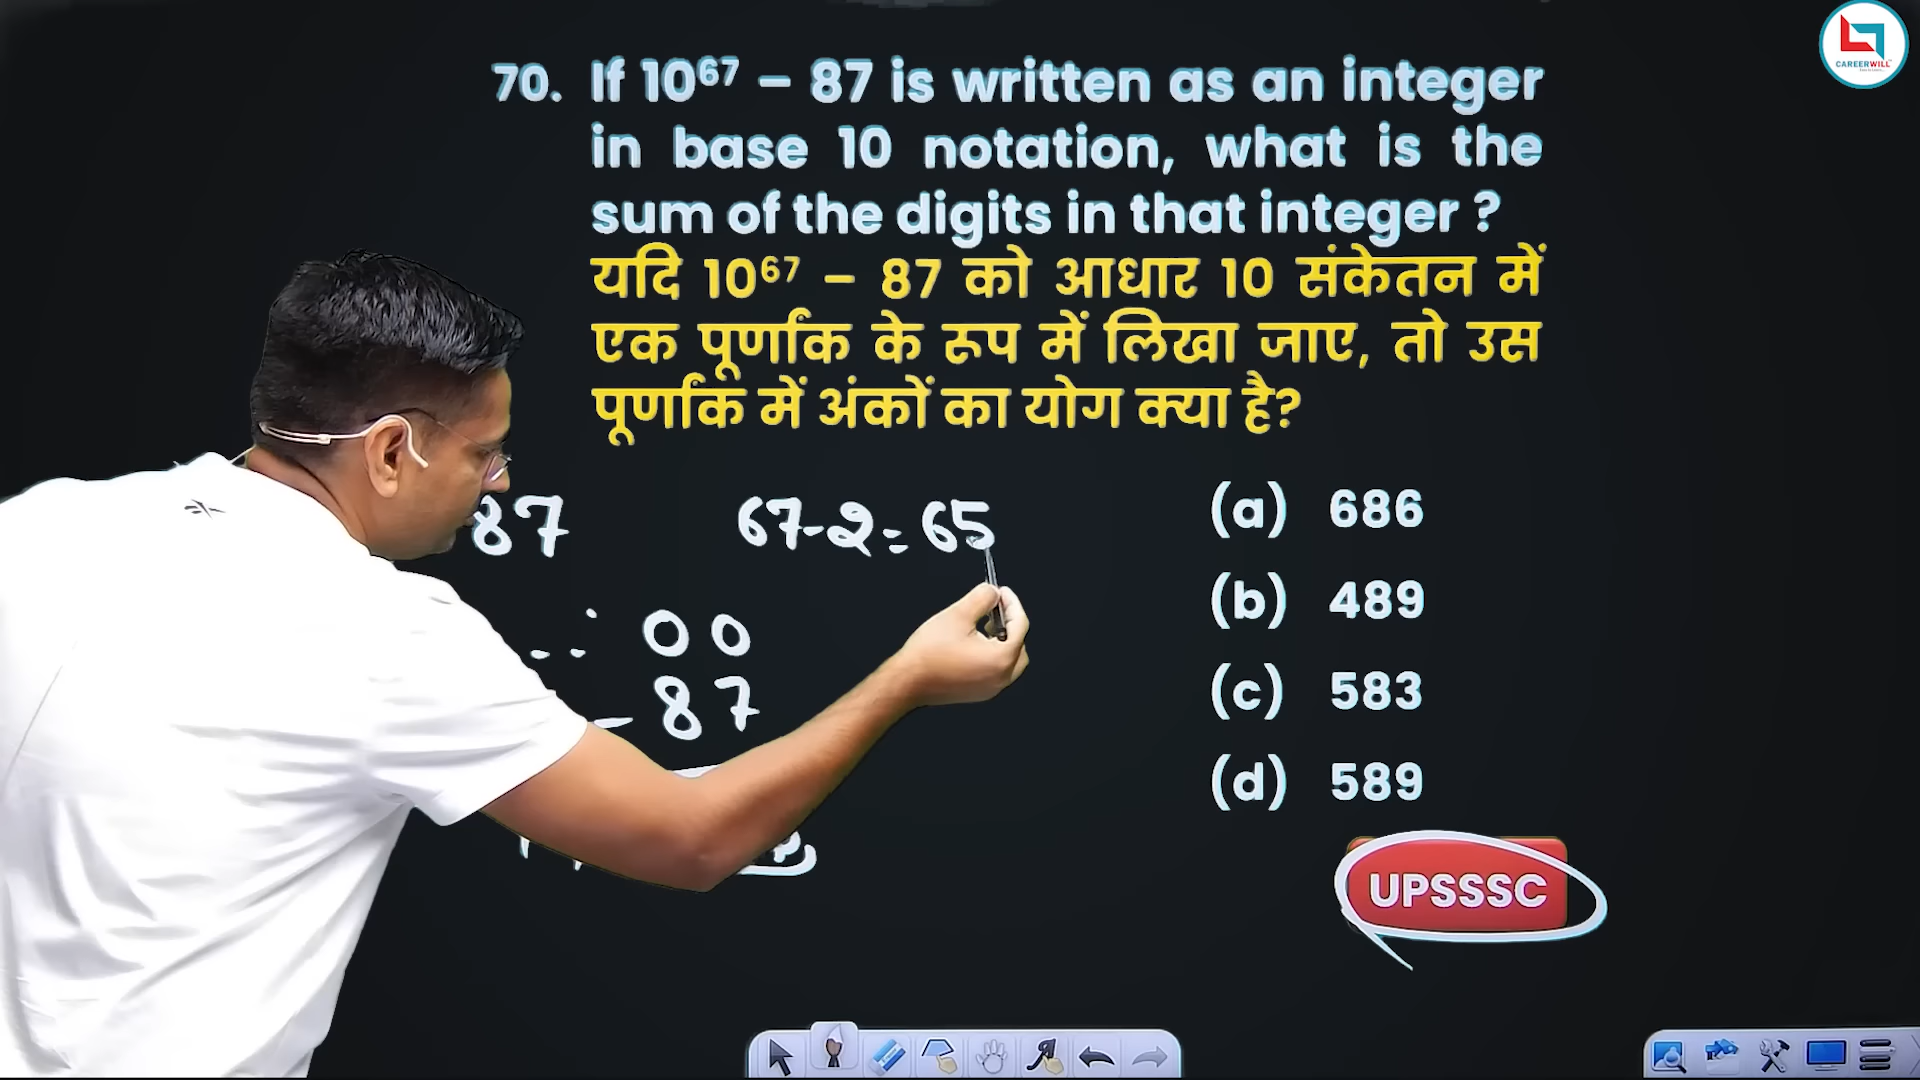 CAREERWILL
70. If 10⁶⁷ – 87 is written as an integer
in base 10 notation, what is the
sum of the digits in that integer ?
यदि 10⁶⁷ – 87 को आधार 10 संकेतन में
एक पूर्णांक के रूप में लिखा जाए, तो उस
पूर्णांक में अंकों का योग क्या है?
87
67-2=65
(a) 686
00
(b) 489
- 87
(c) 583
(d) 589
UPSSSC